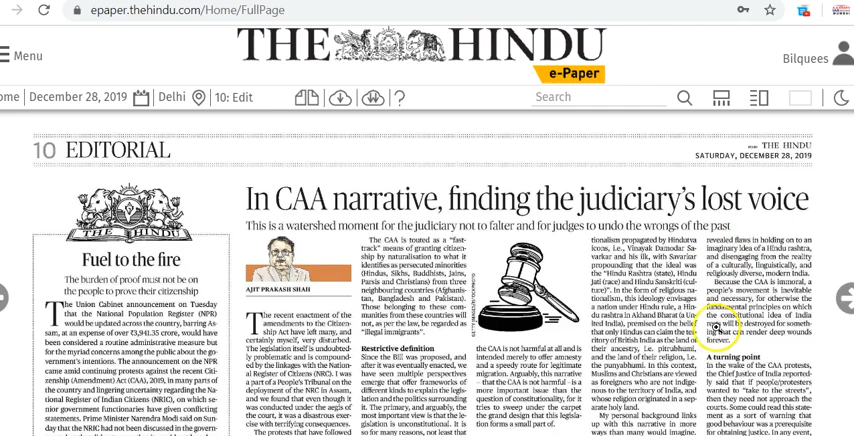 epaper.thehindu.com/Home/FullPage
Menu
THE HINDU
e-Paper
Bilquees
ome
December 28, 2019
Delhi
10: Edit
Search
10 EDITORIAL
THE HINDU
SATURDAY, DECEMBER 28, 2019
THE HINDU
Fuel to the fire
The burden of proof must not be on
the people to prove their citizenship
The Union Cabinet announcement on Tuesday
that the National Population Register (NPR)
would be updated across the country, barring As-
sam, at an expense of over ₹3,941.35 crore, would have
been considered a routine administrative measure but
for the myriad concerns among the public about the go-
vernment's intentions. The announcement on the NPR
came amid continuing protests against the recent Citi-
zenship (Amendment) Act (CAA), 2019, in many parts of
the country and lingering uncertainty regarding the Na-
tional Register of Indian Citizens (NRIC), on which se-
nior government functionaries have given conflicting
statements. Prime Minister Narendra Modi said on Sun-
day that the NRIC had not been discussed in the govern-
In CAA narrative, finding the judiciary's lost voice
This is a watershed moment for the judiciary not to falter and for judges to undo the wrongs of the past
AJIT PRAKASH SHAH
The recent enactment of
the amendments to the Citizen-
ship Act have left many, and
certainly myself, very disturbed.
The legislation itself is undoubted-
ly problematic and is compound-
ed by the linkages with the Nation-
al Register of Citizens (NRC). I was
a part of a People's Tribunal on the
deployment of the NRC in Assam,
and we found that even though it
was conducted under the aegis of
the court, it was a disastrous exer-
cise with terrifying consequences.
The protests that have followed
The CAA is touted as a "fast-
track" means of granting citizen-
ship by naturalisation to what it
identifies as persecuted minorities
(Hindus, Sikhs, Buddhists, Jains,
Parsis and Christians) from three
neighbouring countries (Afghanis-
tan, Bangladesh and Pakistan).
Those belonging to these com-
munities from these countries will
not, as per the law, be regarded as
"illegal immigrants".
Restrictive definition
Since the Bill was proposed, and
after it was eventually enacted, we
have seen multiple perspectives
emerge that offer frameworks of
different kinds to explain the legis-
lation and the politics surrounding
it. The primary, and arguably, the
most important view is that the le-
gislation is unconstitutional. It is
so for many reasons, not least that
the CAA is not harmful at all and is
intended merely to offer amnesty
and a speedy route for legitimate
migration. Arguably, this narrative
– that the CAA is not harmful – is a
more important issue than the
question of constitutionality, for it
tries to sweep under the carpet
the grand design that this legisla-
tion forms a small part of.
tionalism propagated by Hindutva
icons, i.e., Vinayak Damodar Sa-
varkar and his ilk, with Savarkar
propounding that the ideal was
the "Hindu Rashtra (state), Hindu
Jati (race) and Hindu Sanskriti (cul-
ture)". In the form of religious na-
tionalism, this ideology envisages
a nation under Hindu rule, a Hin-
du rashtra in Akhand Bharat (a Un-
ited India), premised on the belief
that only Hindus can claim the ter-
ritory of British India as the land of
their ancestry, i.e. pitrubhumi,
and the land of their religion, i.e.
the punyabhumi. In this context,
Muslims and Christians are viewed
as foreigners who are not indige-
nous to the territory of India, and
whose religion originated in a sep-
arate holy land.
My personal background links
up with this narrative in more
ways than many would imagine.
revealed flaws in holding on to an
imaginary idea of a Hindu rashtra,
and disengaging from the reality
of a culturally, linguistically, and
religiously diverse, modern India.
Because the CAA is immoral, a
people's movement is inevitable
and necessary, for otherwise the
fundamental principles on which
the constitutional idea of India
will be destroyed for someth-
ing that can render deep wounds
forever.
A turning point
In the wake of the CAA protests,
the Chief Justice of India reported-
ly said that if people/protesters
wanted to "take to the streets",
then they need not approach the
courts. Some could read this state-
ment as a sort of warning that
good behaviour was a prerequisite
for obtaining justice. In any event,